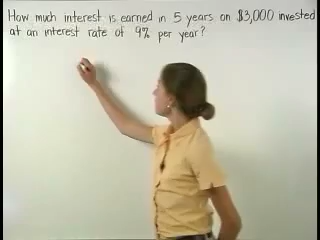 How much interest is earned in 5 years on $3,000 invested
at an interest rate of 9% per year?